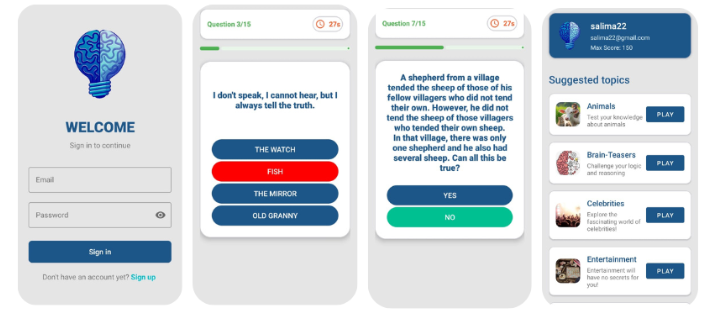 WELCOME
Sign in to continue
Email
Password
Sign in
Don't have an account yet? Sign up
Question 3/15
27s
I don't speak, I cannot hear, but I
always tell the truth.
THE WATCH
FISH
THE MIRROR
OLD GRANNY
Question 7/15
27s
A shepherd from a village
tended the sheep of those of his
fellow villagers who did not tend
their own. However, he did not
tend the sheep of those villagers
who tended their own sheep.
In that village, there was only
one shepherd and he also had
several sheep. Can all this be
true?
YES
NO
salima22
salima22@gmail.com
Max Score: 150
Suggested topics
Animals
Test your knowledge
about animals
PLAY
Brain-Teasers
Challenge your logic
and reasoning
PLAY
Celebrities
Explore the
fascinating world of
celebrities!
PLAY
Entertainment
Entertainment will
have no secrets for
you!
PLAY